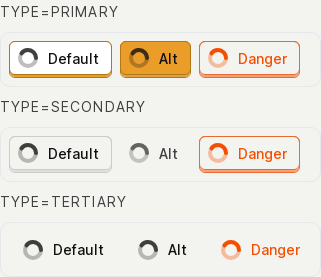 TYPE=PRIMARY
Default Alt Danger
TYPE=SECONDARY
Default Alt Danger
TYPE=TERTIARY
Default Alt Danger